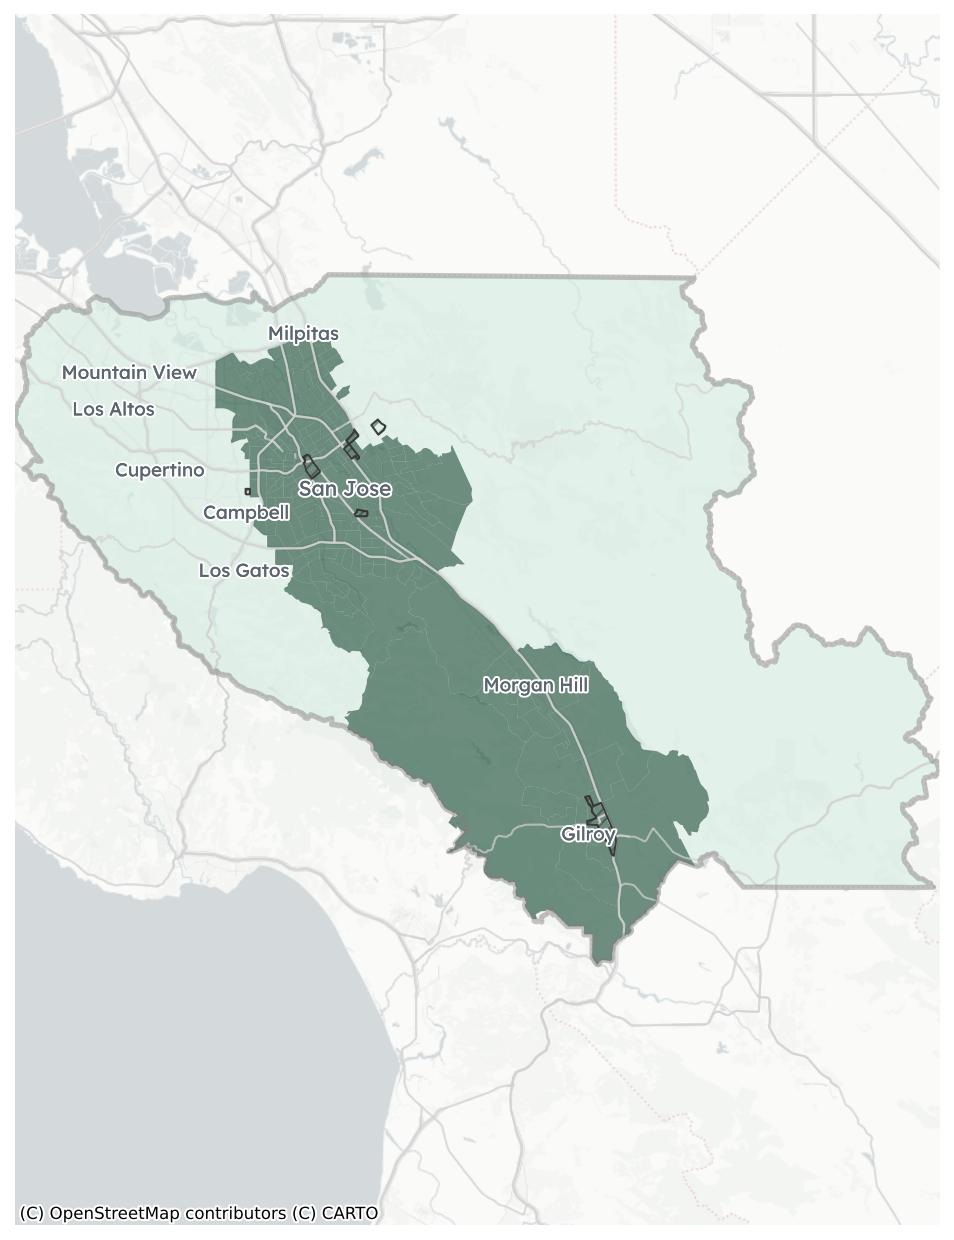 Milpitas
Mountain View
Los Altos
Cupertino
San Jose
Campbell
Los Gatos
Morgan Hill
Gilroy
(C) OpenStreetMap contributors (C) CARTO